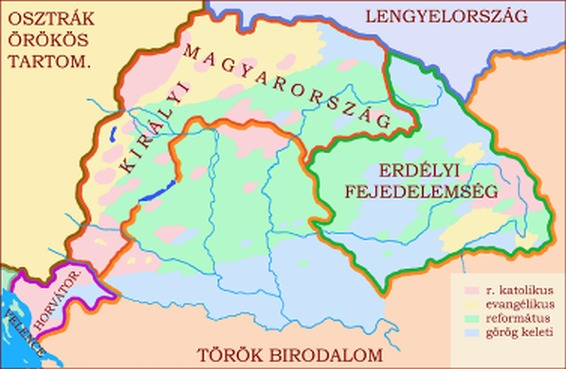 OSZTRÁK
ÖRÖKÖS
TARTOM.
LENGYELORSZÁG
KIRÁLYI
MAGYARORSZÁG
ERDÉLYI
FEJEDELEMSÉG
HORVÁTOR.
VELENCE
TÖRÖK BIRODALOM
r. katolikus
evangélikus
református
görög keleti